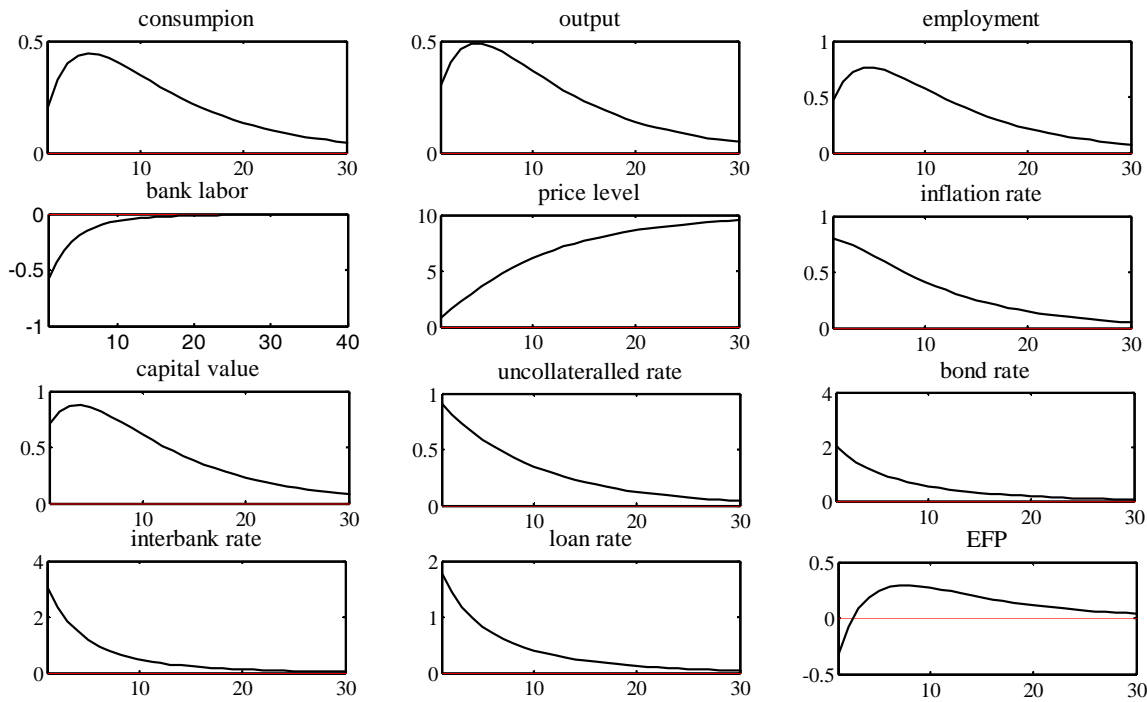 consumpion
0.5
0
10 20 30
output
0.5
0
10 20 30
employment
1
0.5
0
10 20 30
bank labor
0
-0.5
-1
10 20 30 40
price level
10
5
0
10 20 30
inflation rate
1
0.5
0
10 20 30
capital value
1
0.5
0
10 20 30
uncollateralled rate
1
0.5
0
10 20 30
bond rate
4
2
0
10 20 30
interbank rate
4
2
0
10 20 30
loan rate
2
1
0
10 20 30
EFP
0.5
0
-0.5
10 20 30